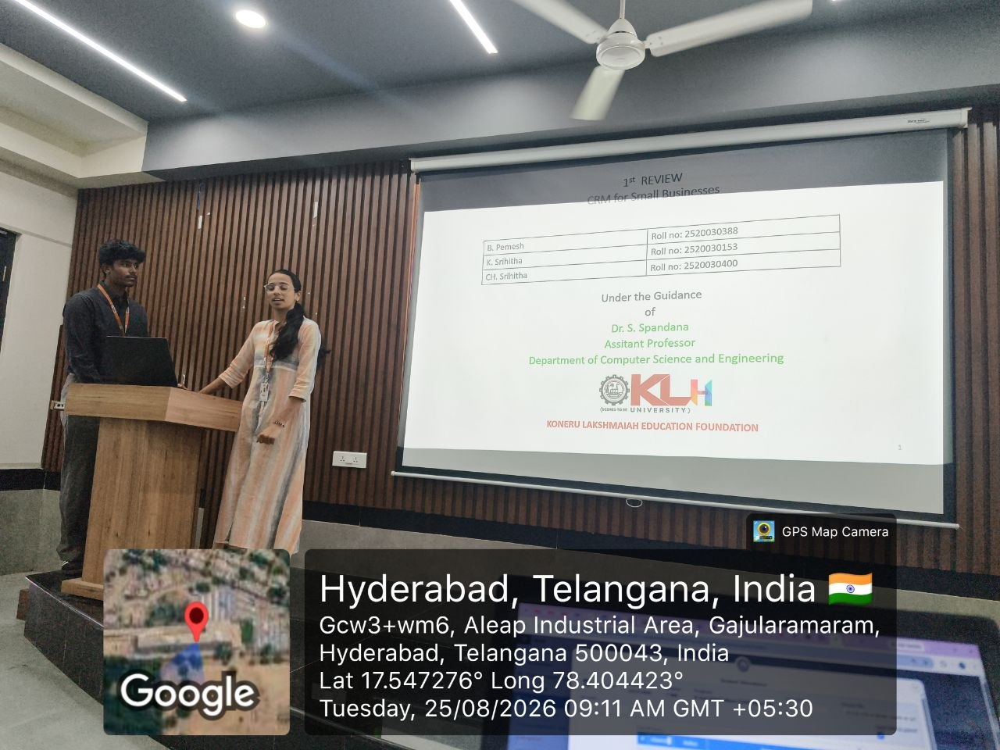 1st REVIEW
CRM for Small Businesses
B. Pemesh Roll no: 2520030388
K. Srihitha Roll no: 2520030153
CH. Srihitha Roll no: 2520030400
Under the Guidance
of
Dr. S. Spandana
Assitant Professor
Department of Computer Science and Engineering
KLH
(DEEMED TO BE UNIVERSITY)
KONERU LAKSHMAIAH EDUCATION FOUNDATION
1
GPS Map Camera
Hyderabad, Telangana, India
Gcw3+wm6, Aleap Industrial Area, Gajularamaram,
Hyderabad, Telangana 500043, India
Lat 17.547276° Long 78.404423°
Tuesday, 25/08/2026 09:11 AM GMT +05:30
Google